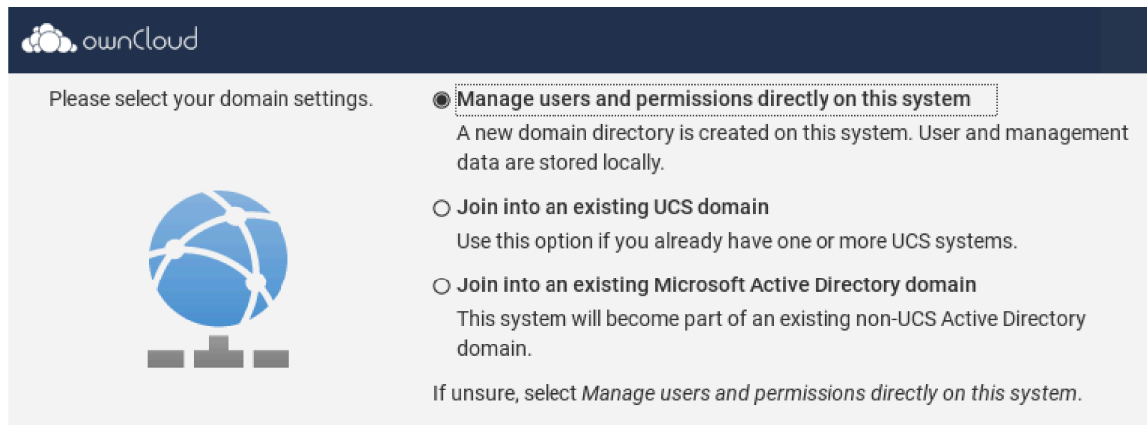 ownCloud
Please select your domain settings.
Manage users and permissions directly on this system
A new domain directory is created on this system. User and management
data are stored locally.
Join into an existing UCS domain
Use this option if you already have one or more UCS systems.
Join into an existing Microsoft Active Directory domain
This system will become part of an existing non-UCS Active Directory
domain.
If unsure, select Manage users and permissions directly on this system.